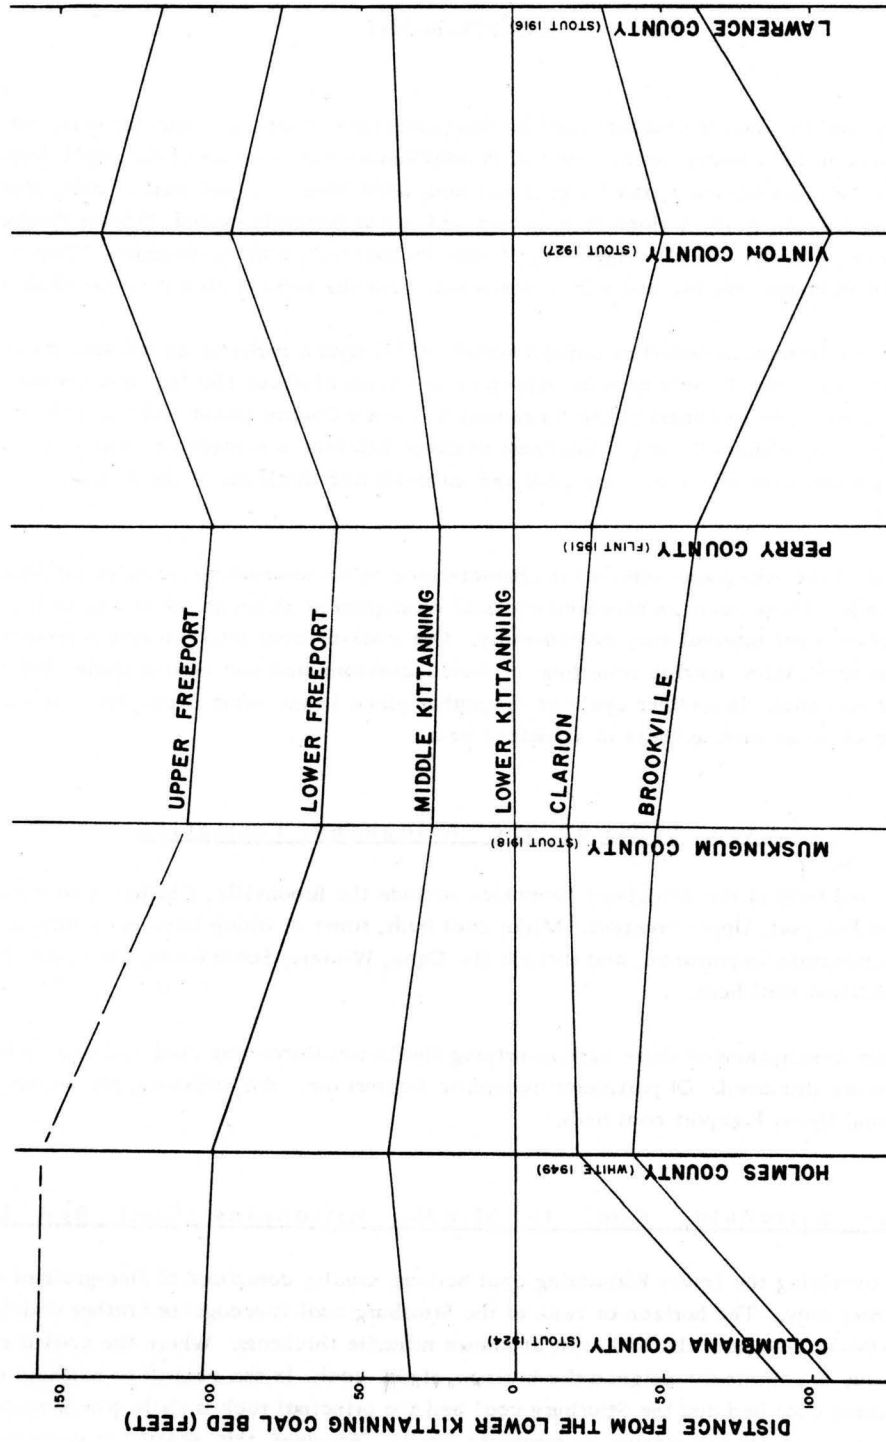 DISTANCE FROM THE LOWER KITTANNING COAL BED (FEET)
150
100
50
0
50
100
COLUMBIANA COUNTY
(STOUT 1924)
HOLMES COUNTY
(WHITE 1949)
MUSKINGUM COUNTY
(STOUT 1918)
PERRY COUNTY
(FLINT 1951)
VINTON COUNTY
(STOUT 1927)
LAWRENCE COUNTY
(STOUT 1916)
UPPER FREEPORT
LOWER FREEPORT
MIDDLE KITTANNING
LOWER KITTANNING
CLARION
BROOKVILLE